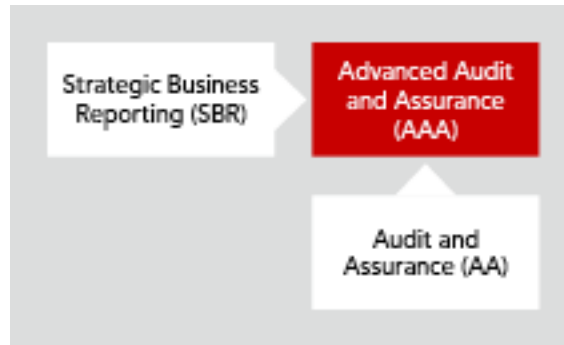 Strategic Business
Reporting (SBR)
Advanced Audit
and Assurance
(AAA)
Audit and
Assurance (AA)